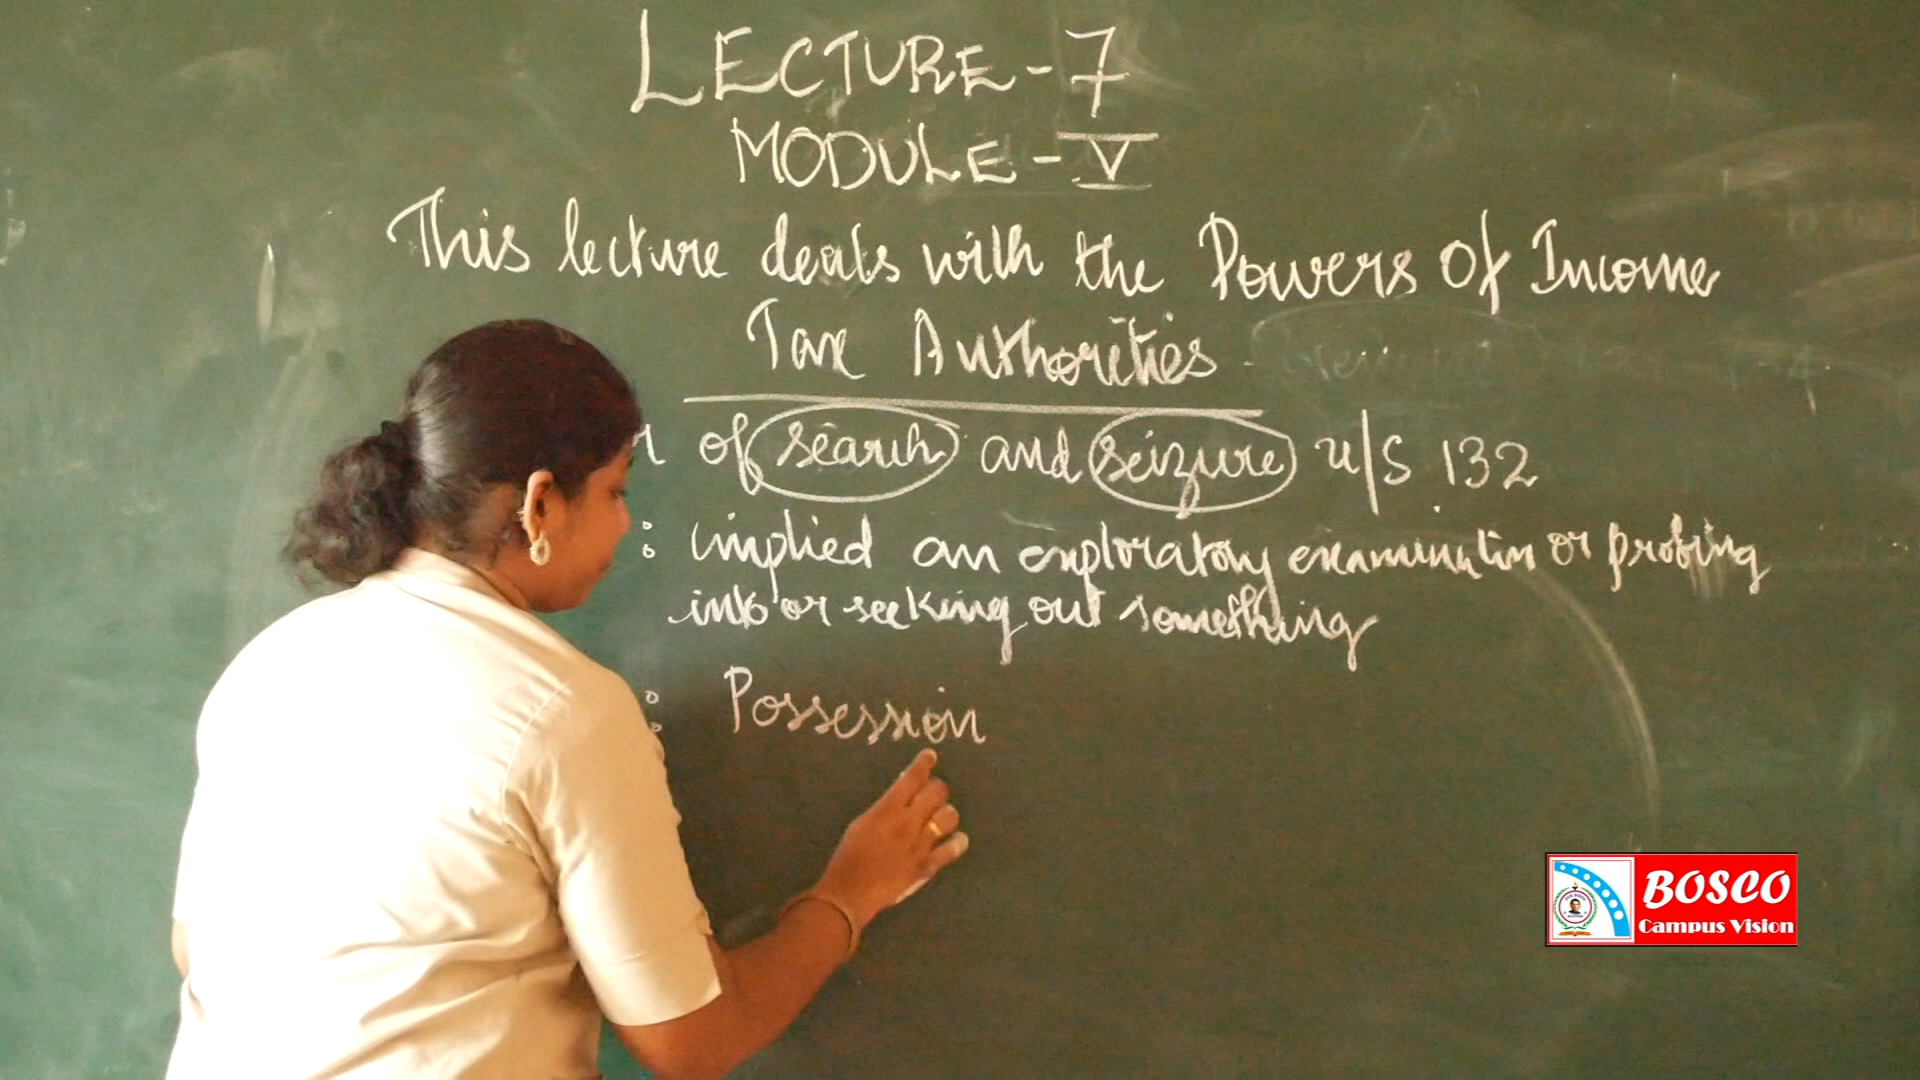 LECTURE-7
MODULE-V
This lecture deals with the Powers Of Income
Tax Authorities
of search and seizure u/s 132
: implied an exploratory examination or probing
into or seeking out something
: Possession
BOSCO
Campus Vision